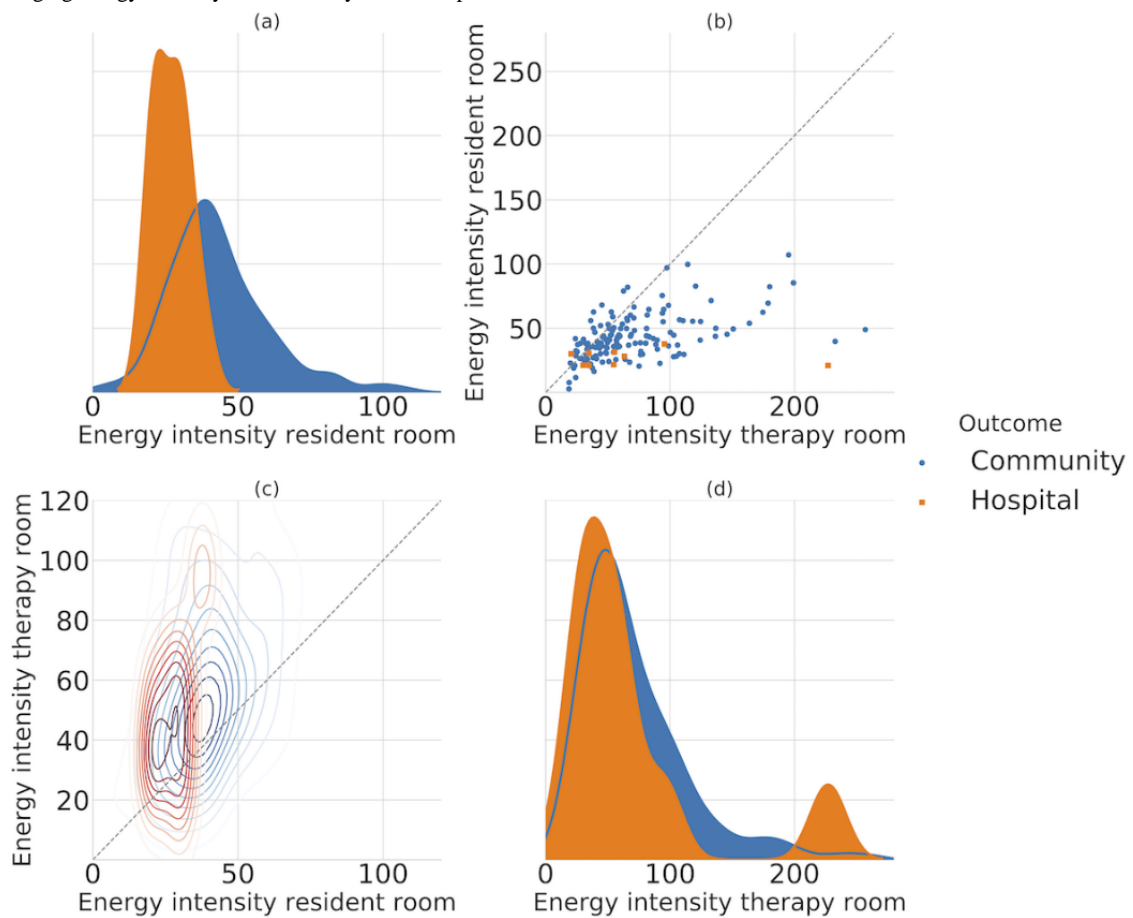 (a)
(b)
0
50
100
Energy intensity resident room
Energy intensity resident room
250
200
150
100
50
0
100
200
Energy intensity therapy room
Outcome
Community
Hospital
(c)
(d)
Energy intensity therapy room
120
100
80
60
40
20
0
50
100
Energy intensity resident room
0
100
200
Energy intensity therapy room